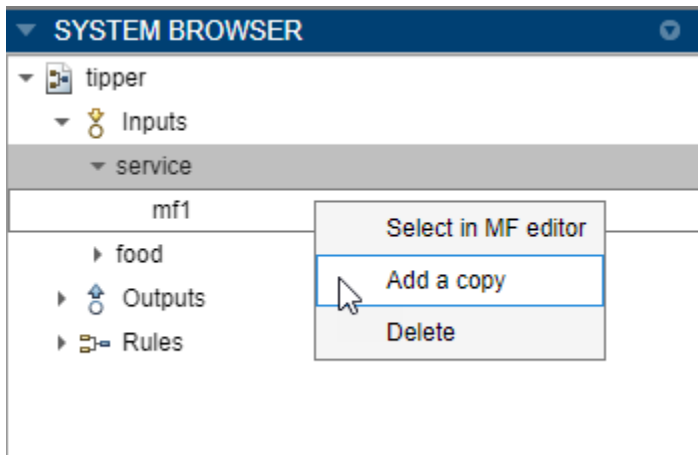 SYSTEM BROWSER
tipper
Inputs
service
mf1
Select in MF editor
food
Add a copy
Outputs
Delete
Rules